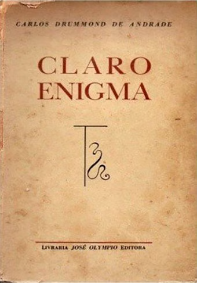 CARLOS DRUMMOND DE ANDRADE
CLARO
ENIGMA
LIVRARIA JOSÉ OLYMPIO EDITORA